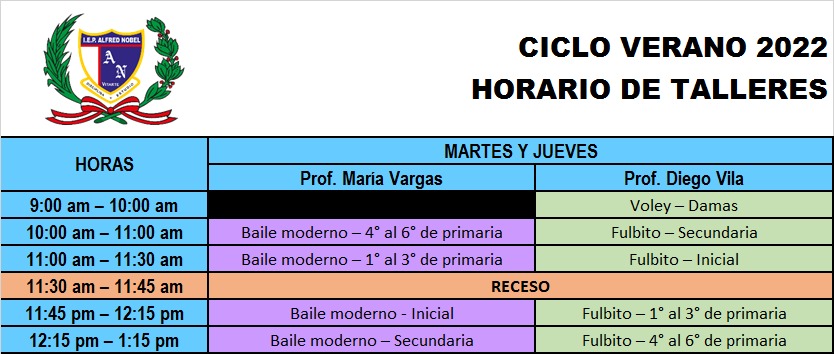 I.E.P. ALFRED NOBEL
A
N
VITARTE
DISCIPLINA Y ESTUDIO
CICLO VERANO 2022
HORARIO DE TALLERES
HORAS
MARTES Y JUEVES
Prof. María Vargas
Prof. Diego Vila
9:00 am – 10:00 am
Voley – Damas
10:00 am – 11:00 am
Baile moderno – 4° al 6° de primaria
Fulbito – Secundaria
11:00 am – 11:30 am
Baile moderno – 1° al 3° de primaria
Fulbito – Inicial
11:30 am – 11:45 am
RECESO
11:45 pm – 12:15 pm
Baile moderno - Inicial
Fulbito – 1° al 3° de primaria
12:15 pm – 1:15 pm
Baile moderno – Secundaria
Fulbito – 4° al 6° de primaria